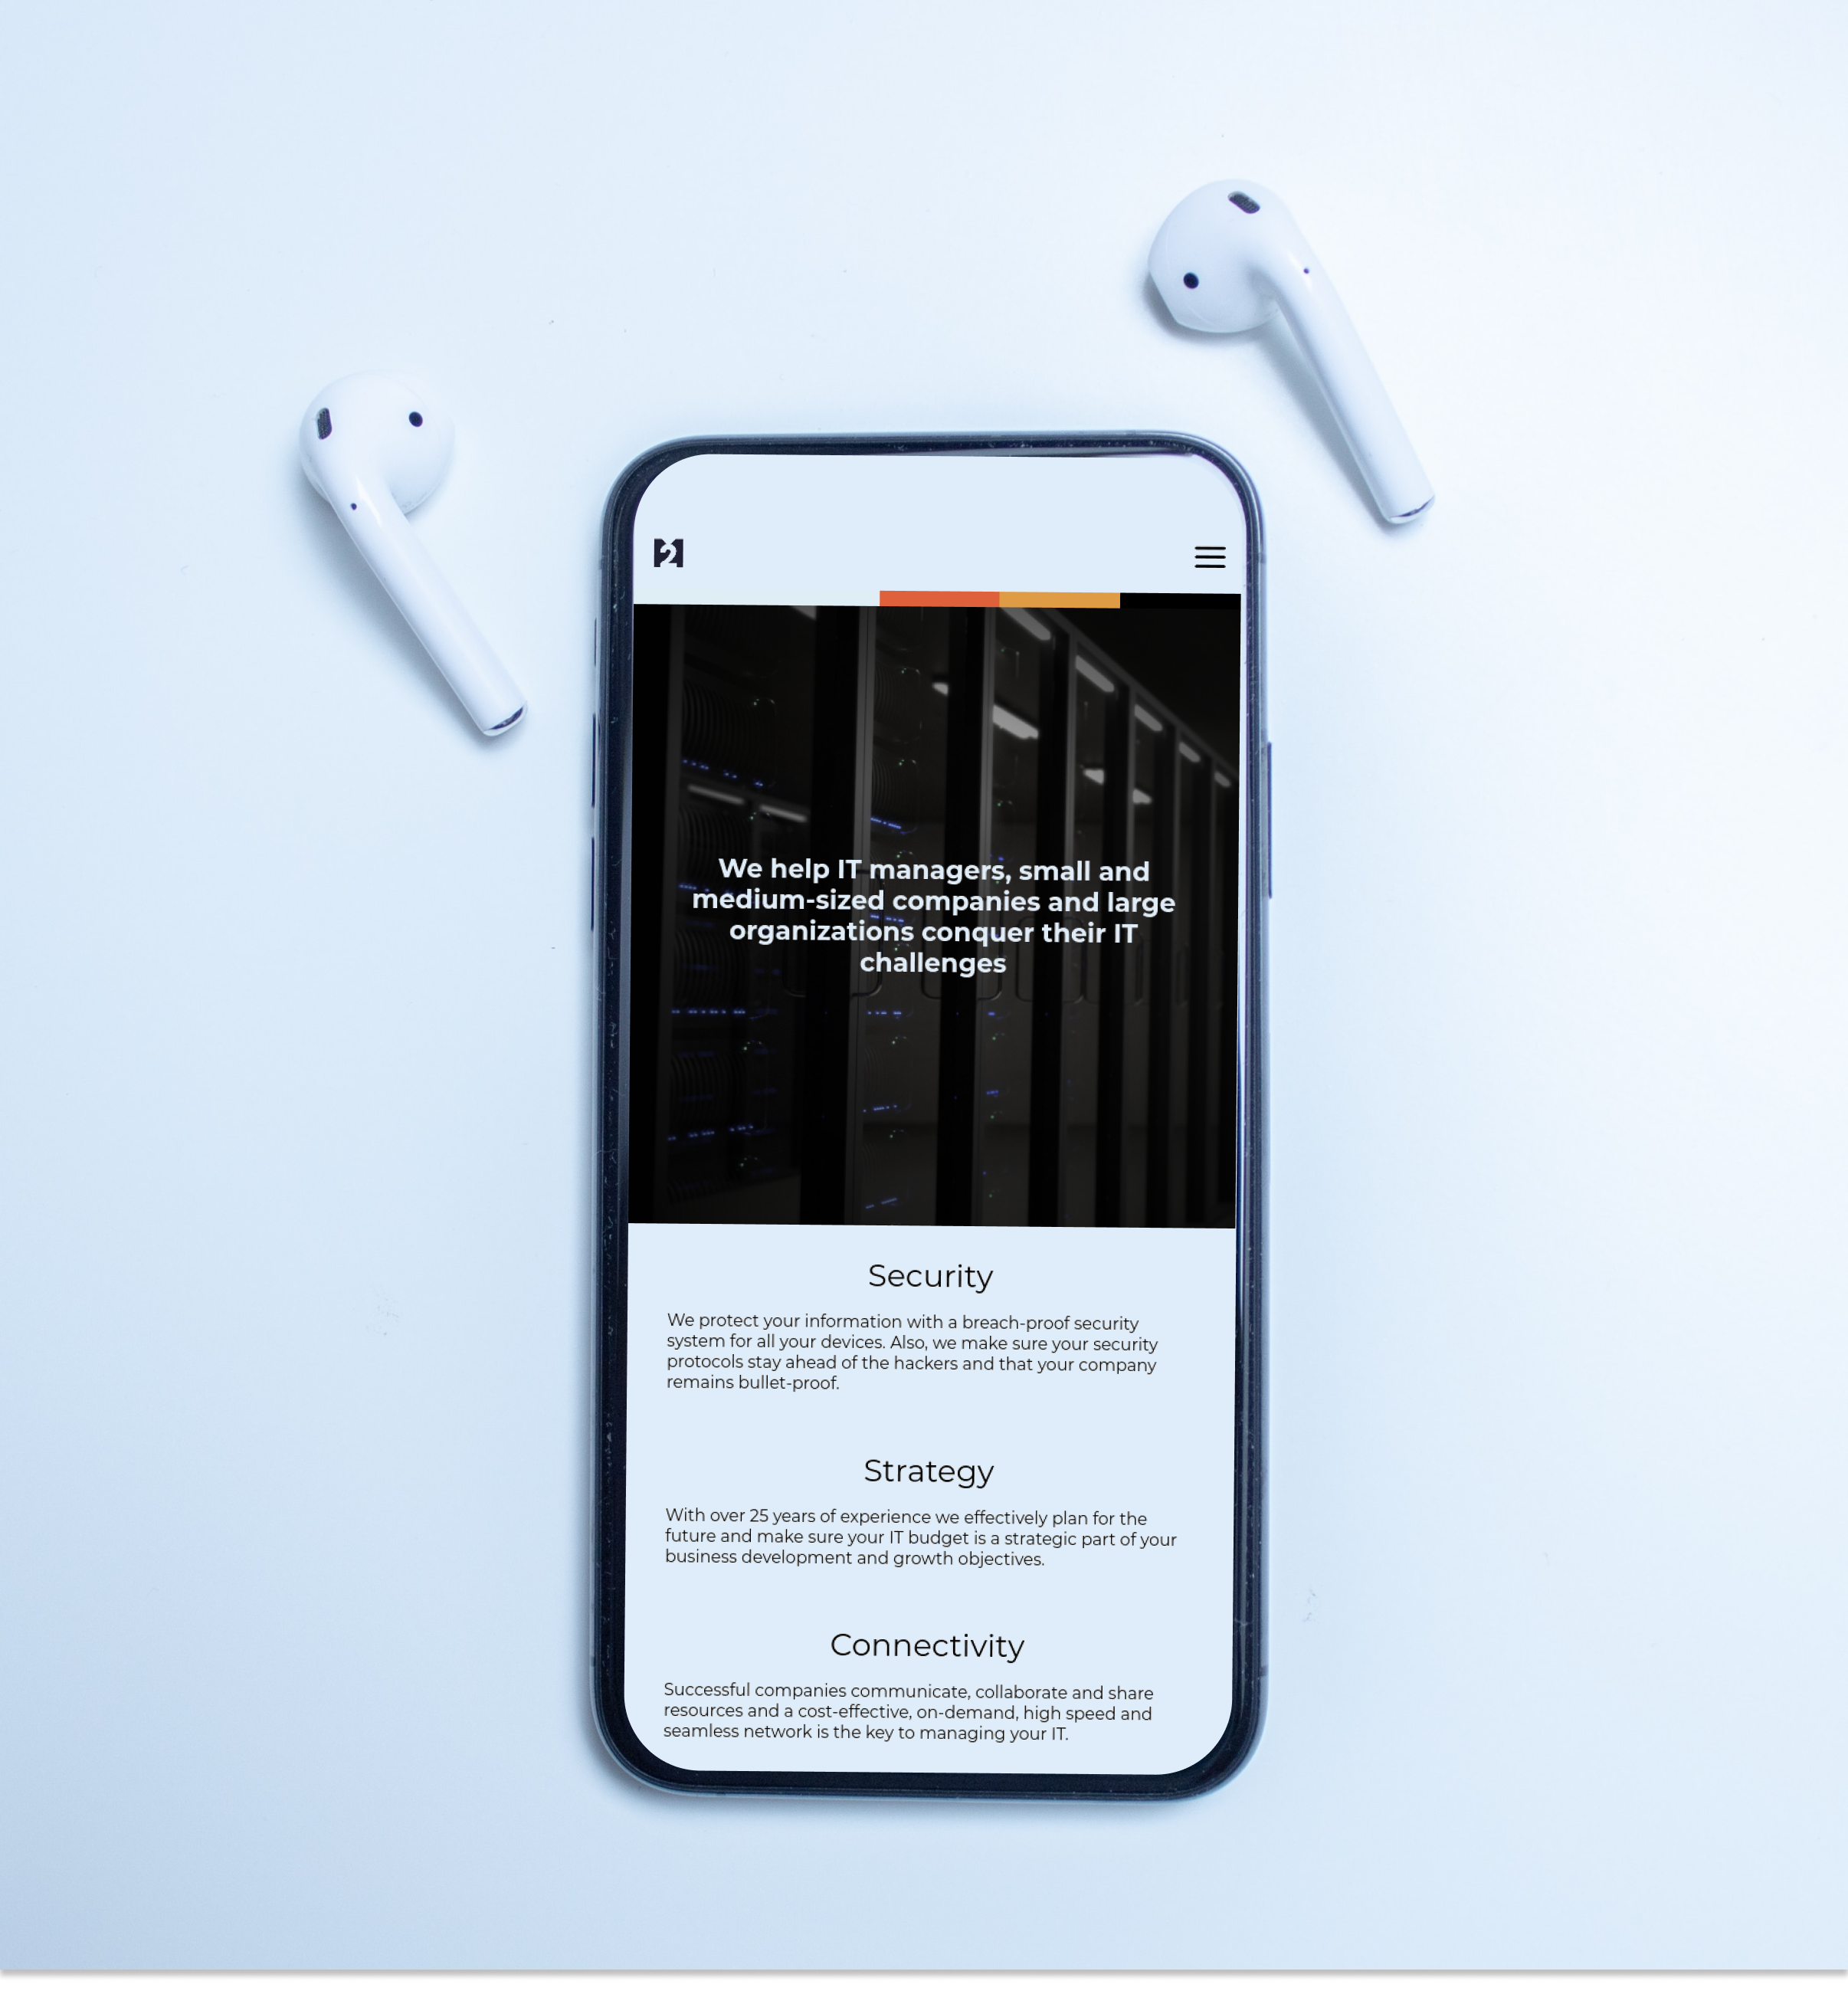 2
We help IT managers, small and
medium-sized companies and large
organizations conquer their IT
challenges
Security
We protect your information with a breach-proof security
system for all your devices. Also, we make sure your security
protocols stay ahead of the hackers and that your company
remains bullet-proof.
Strategy
With over 25 years of experience we effectively plan for the
future and make sure your IT budget is a strategic part of your
business development and growth objectives.
Connectivity
Successful companies communicate, collaborate and share
resources and a cost-effective, on-demand, high speed and
seamless network is the key to managing your IT.